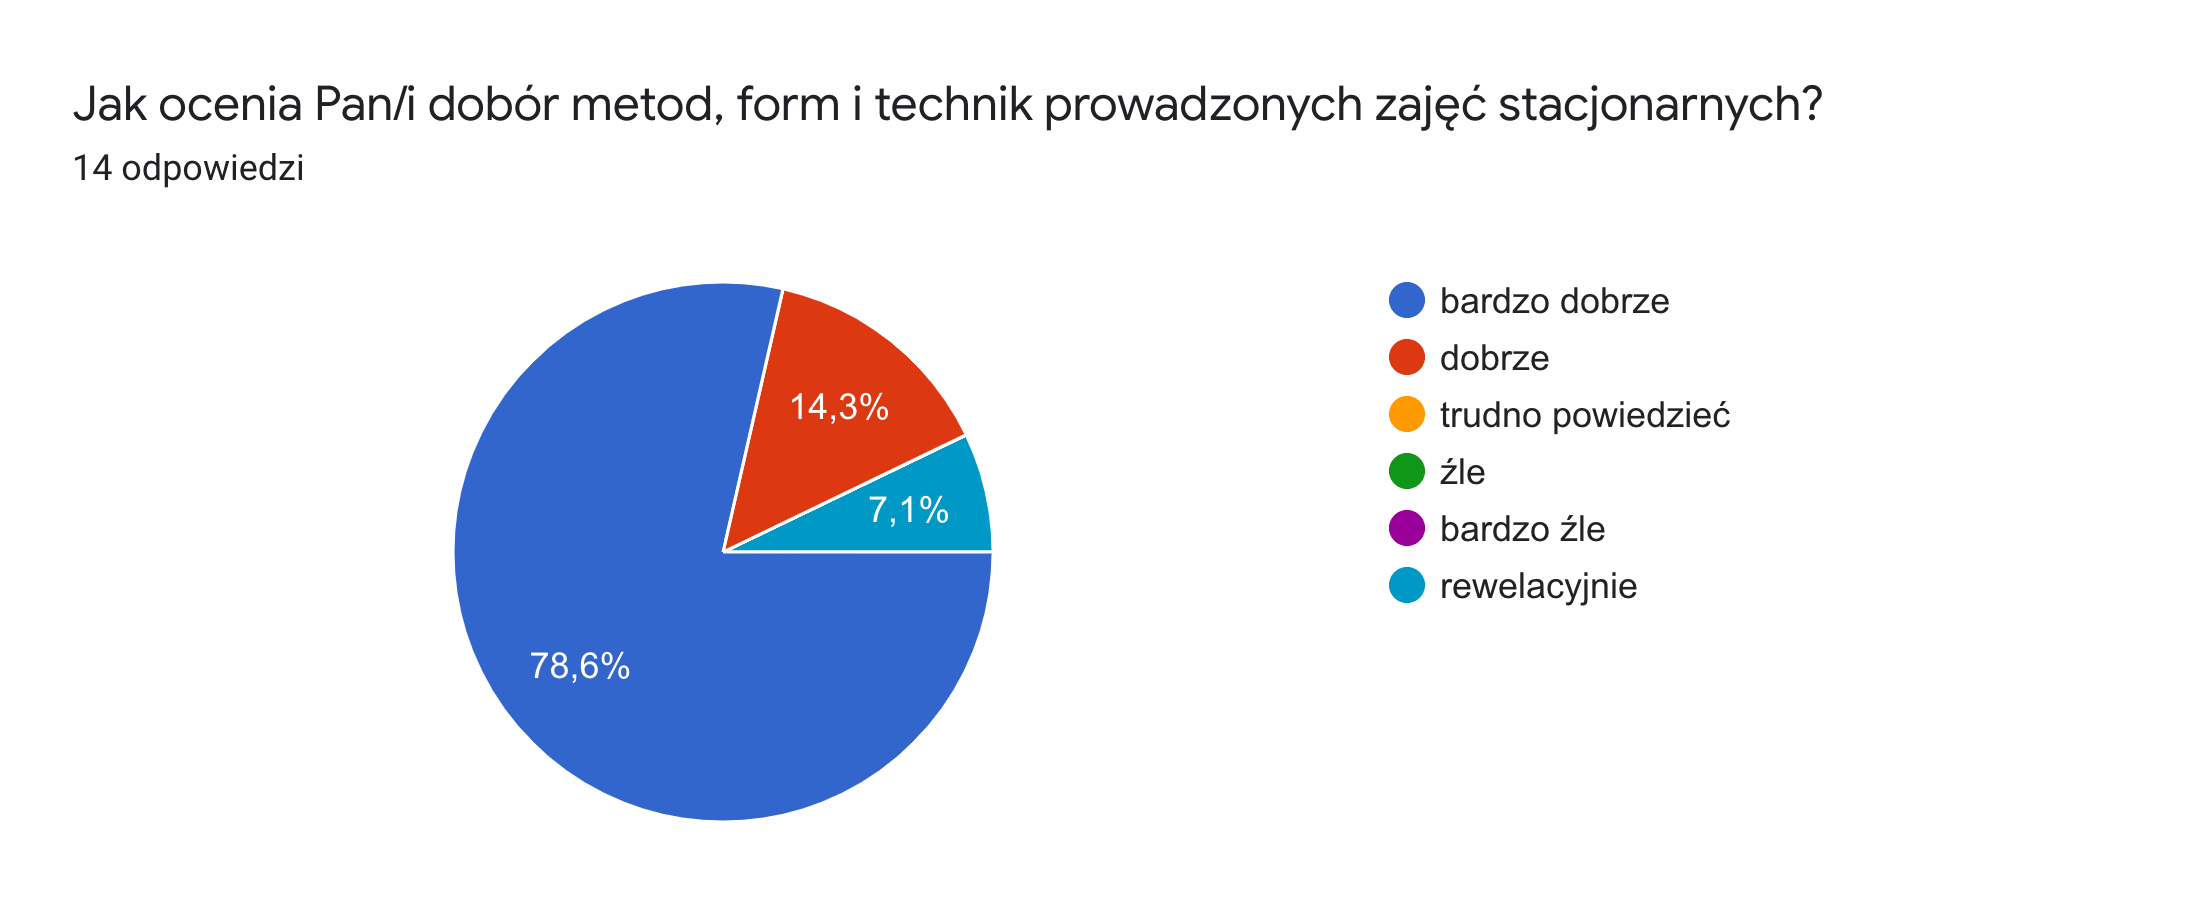 Jak ocenia Pan/i dobór metod, form i technik prowadzonych zajęć stacjonarnych?
14 odpowiedzi
bardzo dobrze
dobrze
trudno powiedzieć
źle
bardzo źle
rewelacyjnie
14,3%
7,1%
78,6%